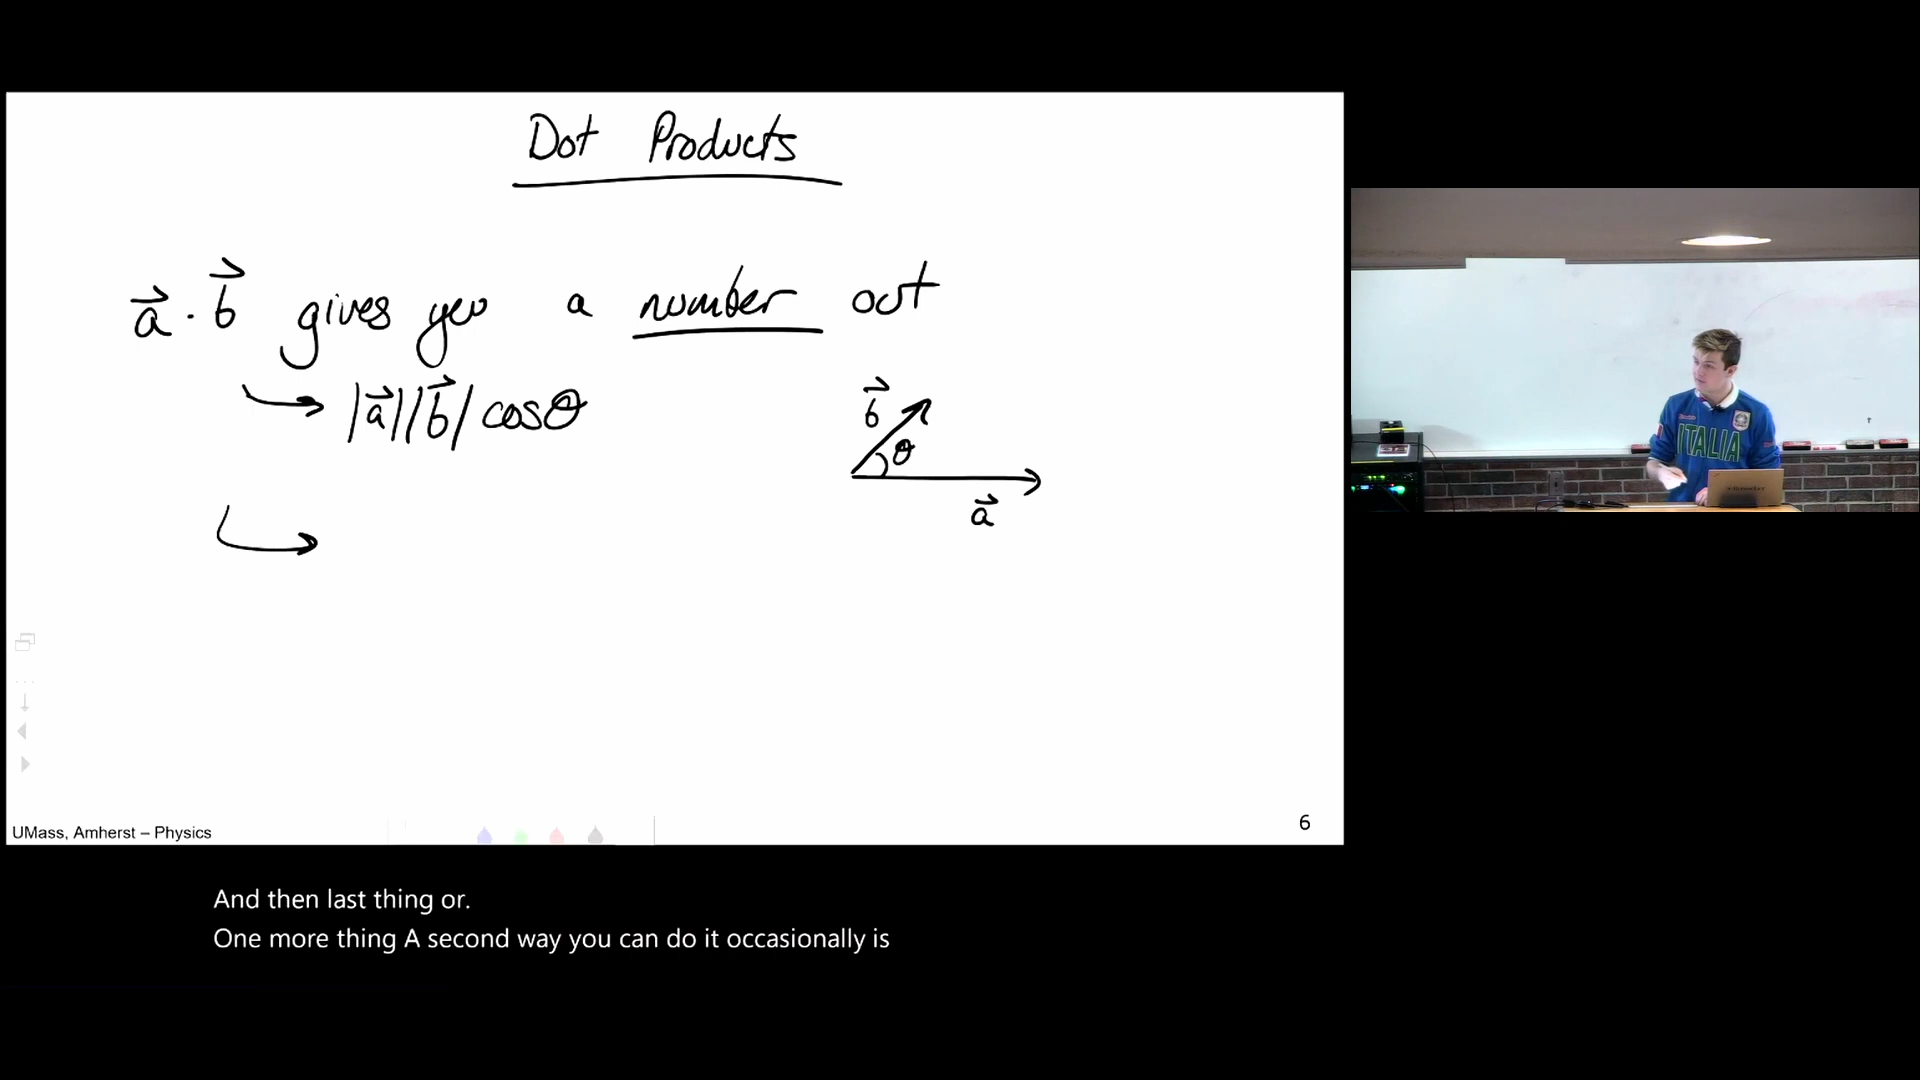 Dot Products
a⃗ · b⃗ gives you a number out
|a⃗||b⃗| cosθ
b⃗
θ
a⃗
UMass, Amherst – Physics
6
ITALIA
And then last thing or.
One more thing A second way you can do it occasionally is